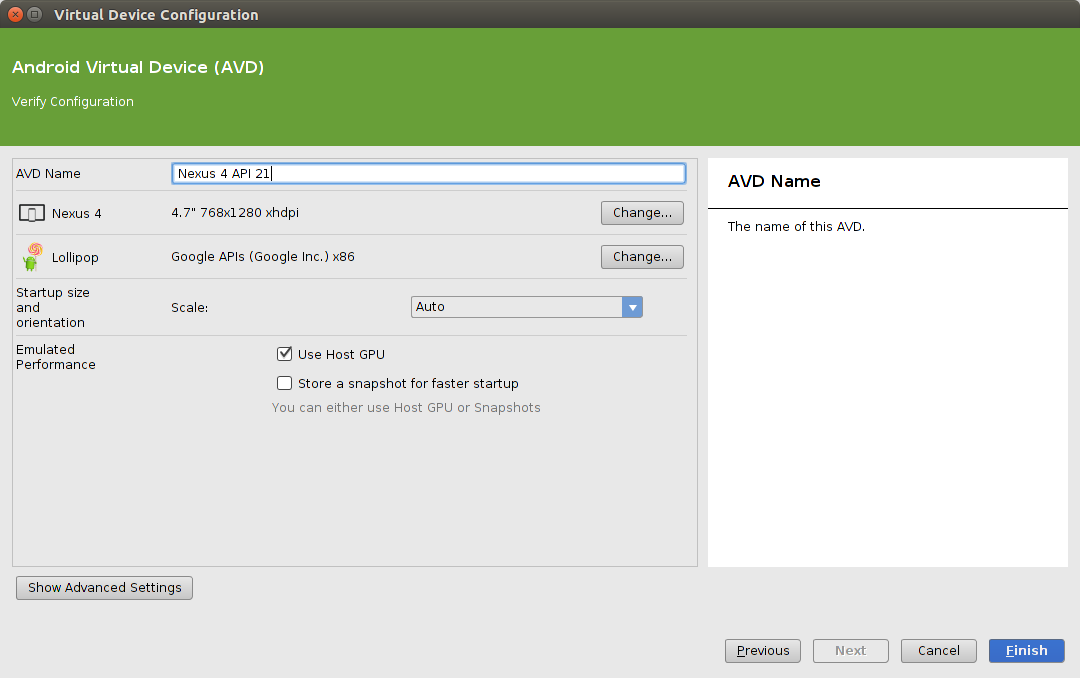 Virtual Device Configuration
Android Virtual Device (AVD)
Verify Configuration
AVD Name
Nexus 4 API 21
Nexus 4
4.7" 768x1280 xhdpi
Change...
Lollipop
Google APIs (Google Inc.) x86
Change...
Startup size
and
orientation
Scale:
Auto
Emulated
Performance
Use Host GPU
Store a snapshot for faster startup
You can either use Host GPU or Snapshots
AVD Name
The name of this AVD.
Show Advanced Settings
Previous
Next
Cancel
Finish